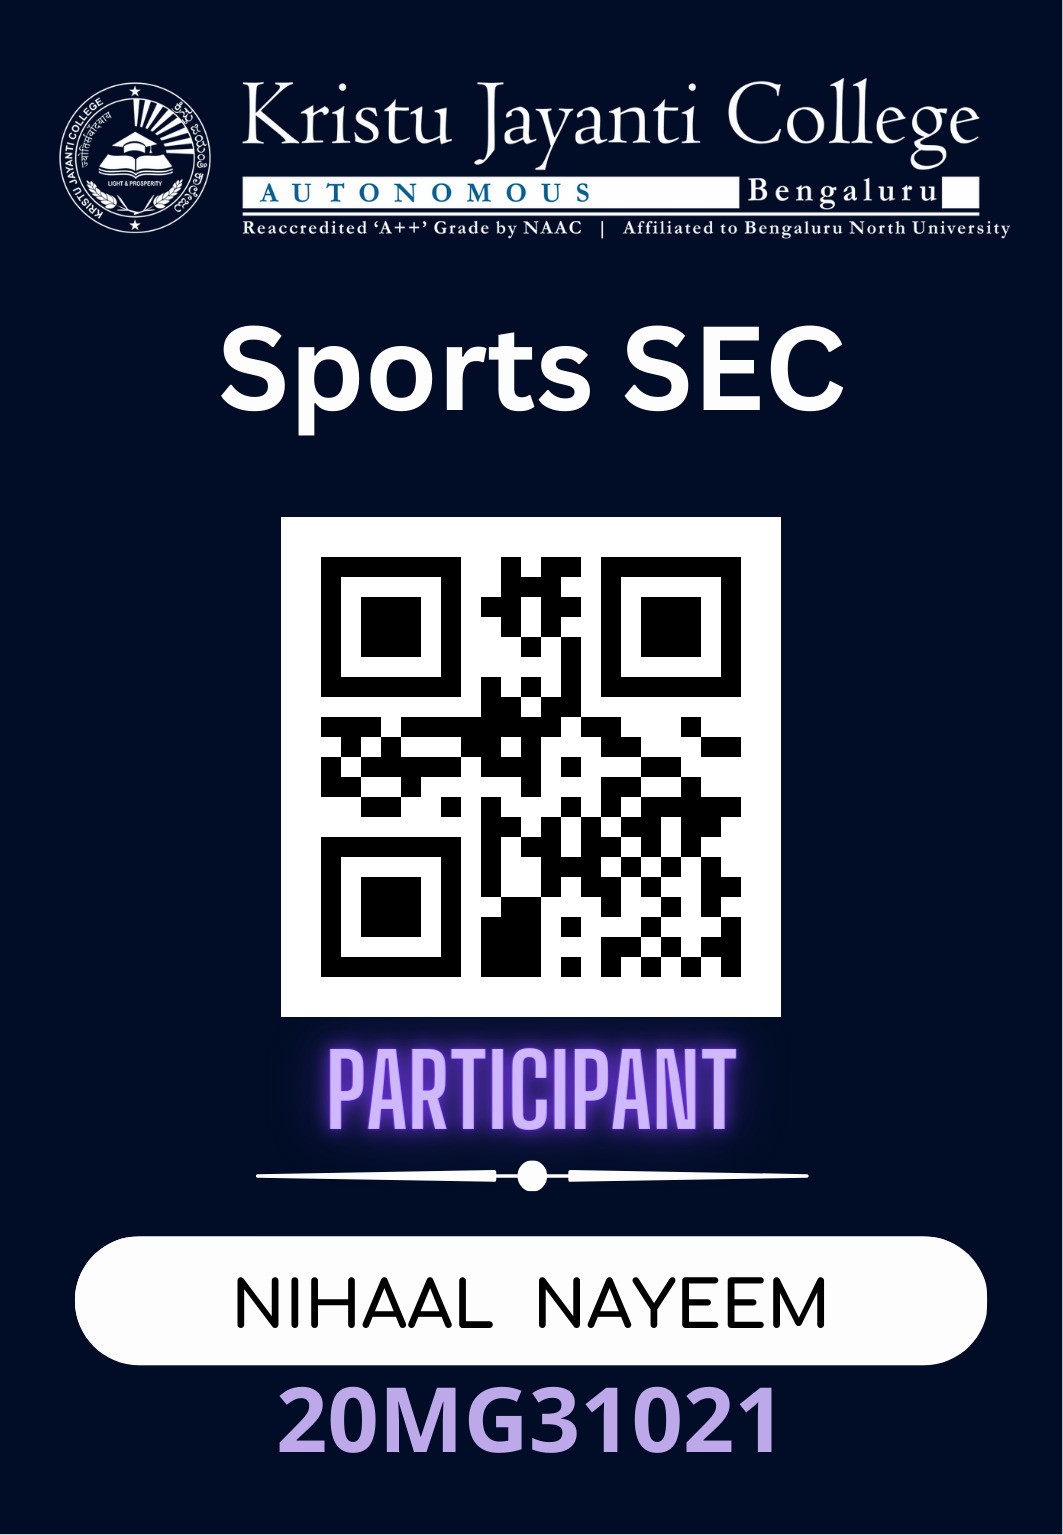 Kristu Jayanti College
AUTONOMOUS Bengaluru
Reaccredited ‘A++’ Grade by NAAC | Affiliated to Bengaluru North University
KRISTU JAYANTI COLLEGE
ಕ್ರಿಸ್ತು ಜಯಂತಿ ಕಾಲೇಜು
LIGHT & PROSPERITY
Sports SEC
PARTICIPANT
NIHAAL NAYEEM
20MG31021